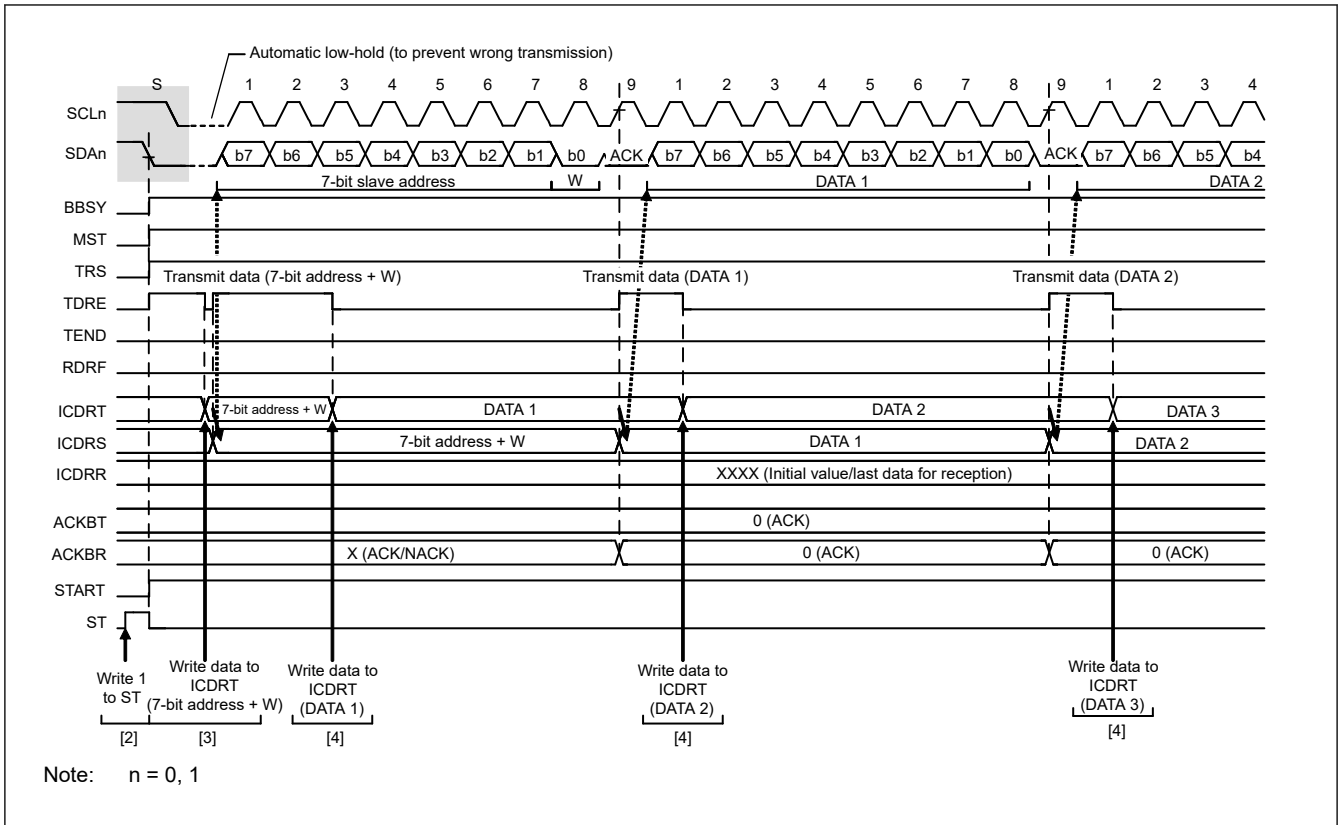 Automatic low-hold (to prevent wrong transmission)
S 1 2 3 4 5 6 7 8 9 1 2 3 4 5 6 7 8 9 1 2 3 4
SCLn
SDAn b7 b6 b5 b4 b3 b2 b1 b0 ACK b7 b6 b5 b4 b3 b2 b1 b0 ACK b7 b6 b5 b4
7-bit slave address W DATA 1 DATA 2
BBSY
MST
TRS
Transmit data (7-bit address + W) Transmit data (DATA 1) Transmit data (DATA 2)
TDRE
TEND
RDRF
ICDRT 7-bit address + W DATA 1 DATA 2 DATA 3
ICDRS 7-bit address + W DATA 1 DATA 2
ICDRR XXXX (Initial value/last data for reception)
ACKBT 0 (ACK)
ACKBR X (ACK/NACK) 0 (ACK) 0 (ACK)
START
ST
Write 1
to ST
[2]
Write data to
ICDRT
(7-bit address + W)
[3]
Write data to
ICDRT
(DATA 1)
[4]
Write data to
ICDRT
(DATA 2)
[4]
Write data to
ICDRT
(DATA 3)
[4]
Note: n = 0, 1